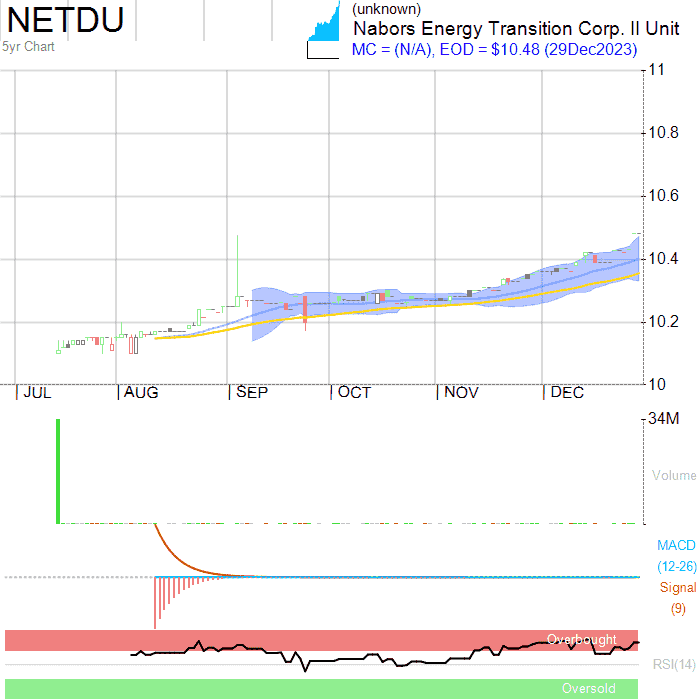 NETDU
5yr Chart
(unknown)
Nabors Energy Transition Corp. II Unit
MC = (N/A), EOD = $10.48 (29Dec2023)
11
10.8
10.6
10.4
10.2
10
JUL AUG SEP OCT NOV DEC
34M
Volume
MACD
(12-26)
Signal
(9)
Overbought
RSI(14)
Oversold